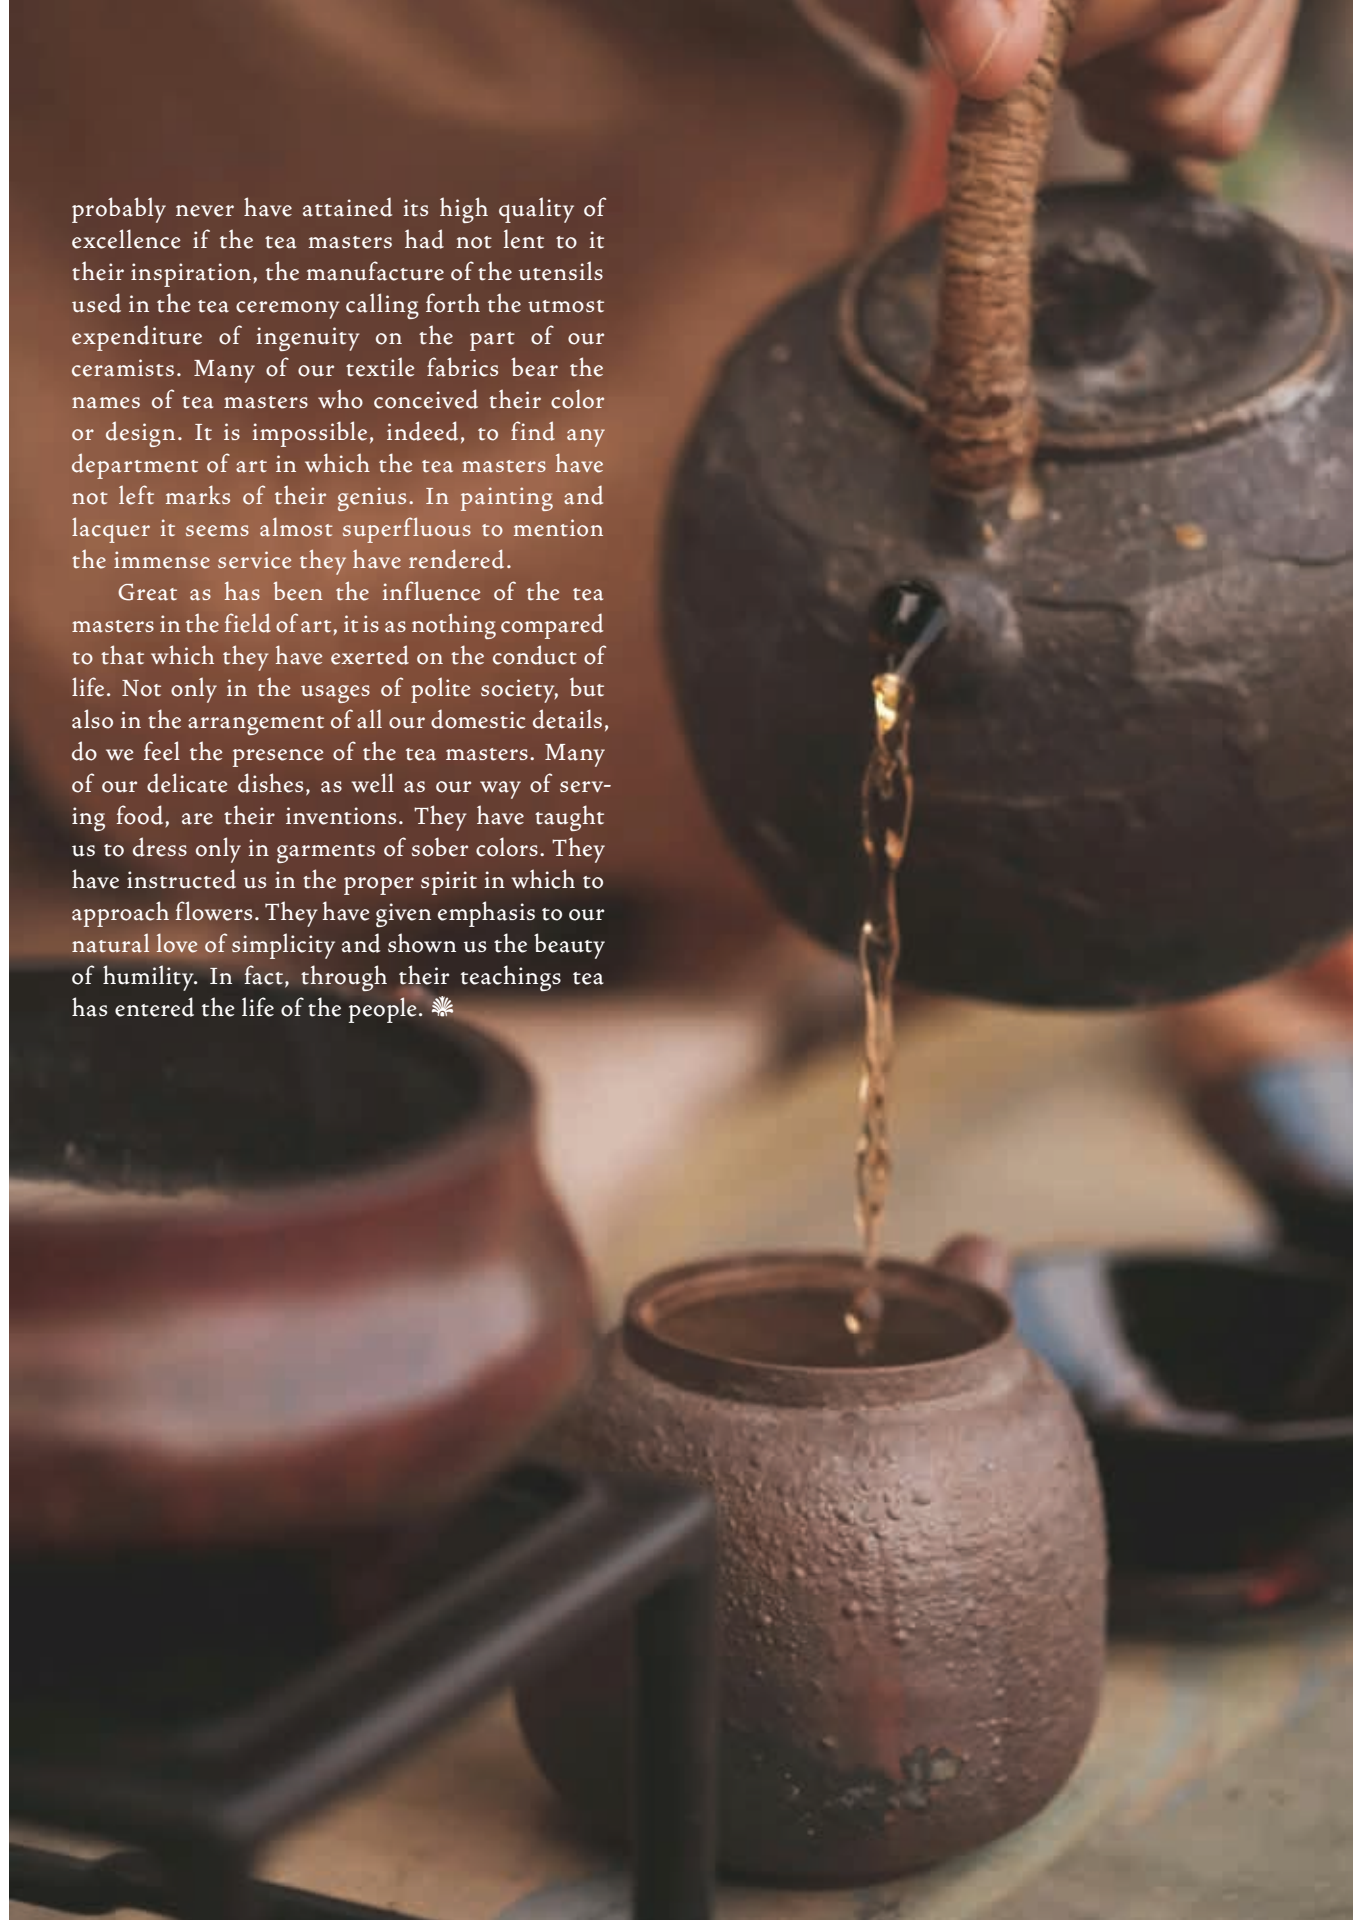 probably never have attained its high quality of
excellence if the tea masters had not lent to it
their inspiration, the manufacture of the utensils
used in the tea ceremony calling forth the utmost
expenditure of ingenuity on the part of our
ceramists. Many of our textile fabrics bear the
names of tea masters who conceived their color
or design. It is impossible, indeed, to find any
department of art in which the tea masters have
not left marks of their genius. In painting and
lacquer it seems almost superfluous to mention
the immense service they have rendered.
Great as has been the influence of the tea
masters in the field of art, it is as nothing compared
to that which they have exerted on the conduct of
life. Not only in the usages of polite society, but
also in the arrangement of all our domestic details,
do we feel the presence of the tea masters. Many
of our delicate dishes, as well as our way of serv-
ing food, are their inventions. They have taught
us to dress only in garments of sober colors. They
have instructed us in the proper spirit in which to
approach flowers. They have given emphasis to our
natural love of simplicity and shown us the beauty
of humility. In fact, through their teachings tea
has entered the life of the people.